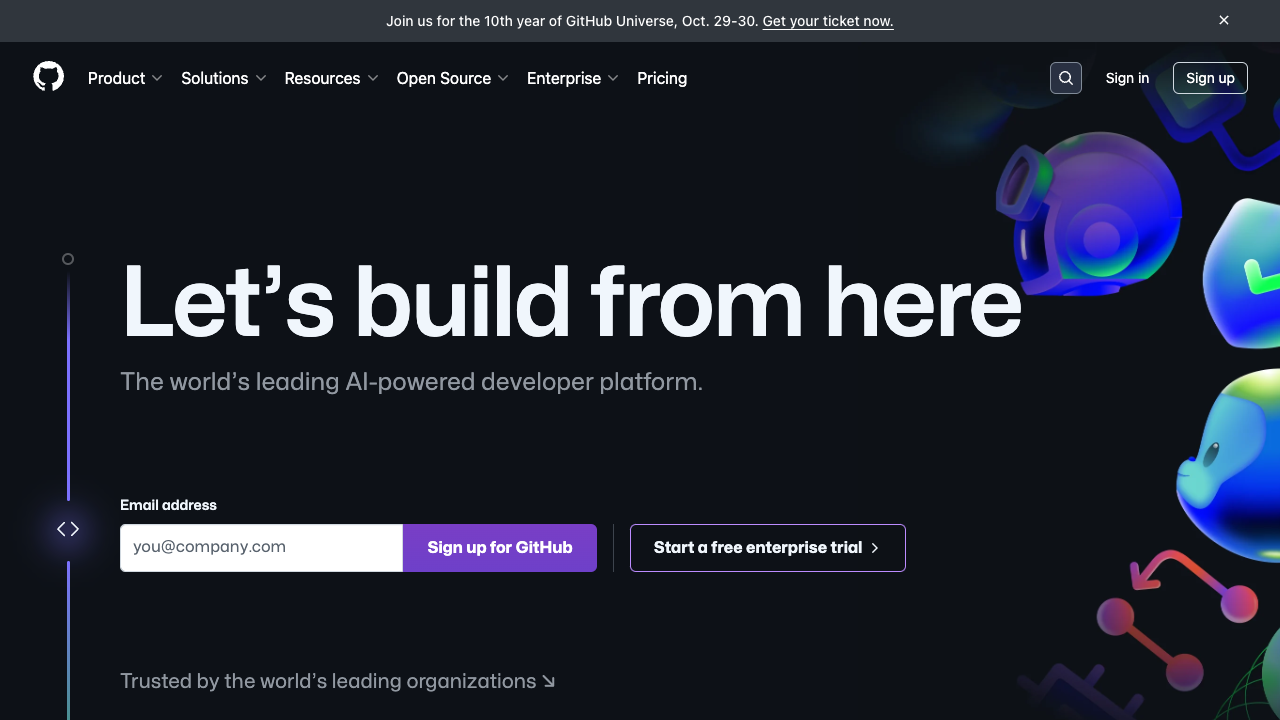 Join us for the 10th year of GitHub Universe, Oct. 29-30. Get your ticket now.
Product Solutions Resources Open Source Enterprise Pricing Sign in Sign up
Let’s build from here
The world’s leading AI-powered developer platform.
Email address
you@company.com Sign up for GitHub Start a free enterprise trial
Trusted by the world’s leading organizations